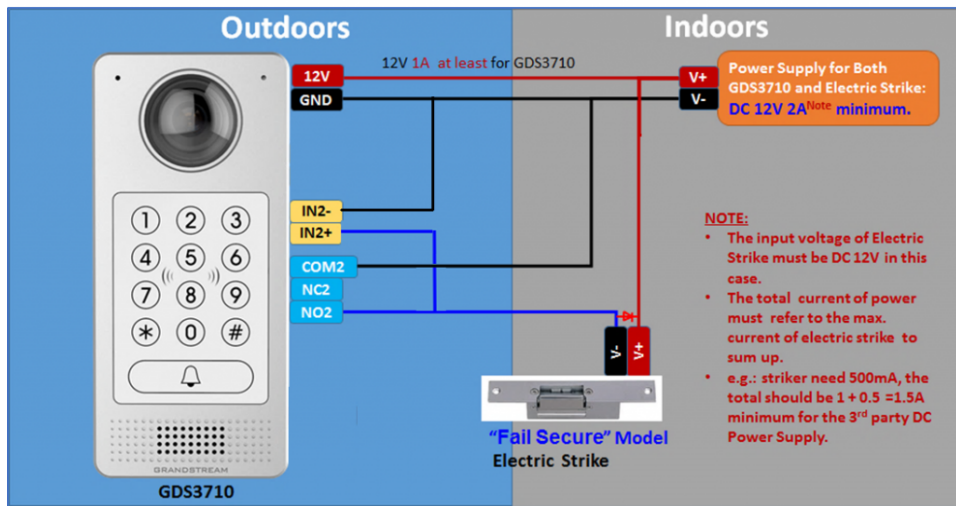 Outdoors
Indoors
12V 1A at least for GDS3710
12V
GND
V+
V-
Power Supply for Both
GDS3710 and Electric Strike:
DC 12V 2ANote minimum.
IN2-
IN2+
COM2
NC2
NO2
1 2 3
4 5 6
7 8 9
* 0 #
GRANDSTREAM
GDS3710
V-
V+
“Fail Secure” Model
Electric Strike
NOTE:
• The input voltage of Electric
Strike must be DC 12V in this
case.
• The total current of power
must refer to the max.
current of electric strike to
sum up.
• e.g.: striker need 500mA, the
total should be 1 + 0.5 =1.5A
minimum for the 3rd party DC
Power Supply.